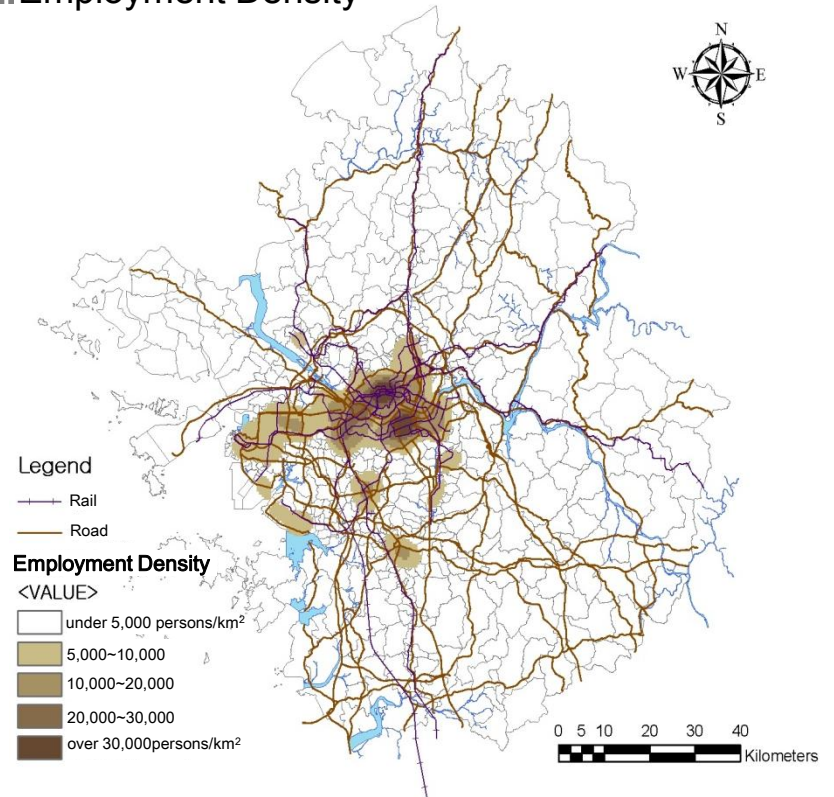 Employment Density
N
W E
S
Legend
Rail
Road
Employment Density
<VALUE>
under 5,000 persons/km²
5,000~10,000
10,000~20,000
20,000~30,000
over 30,000persons/km²
0 5 10 20 30 40
Kilometers